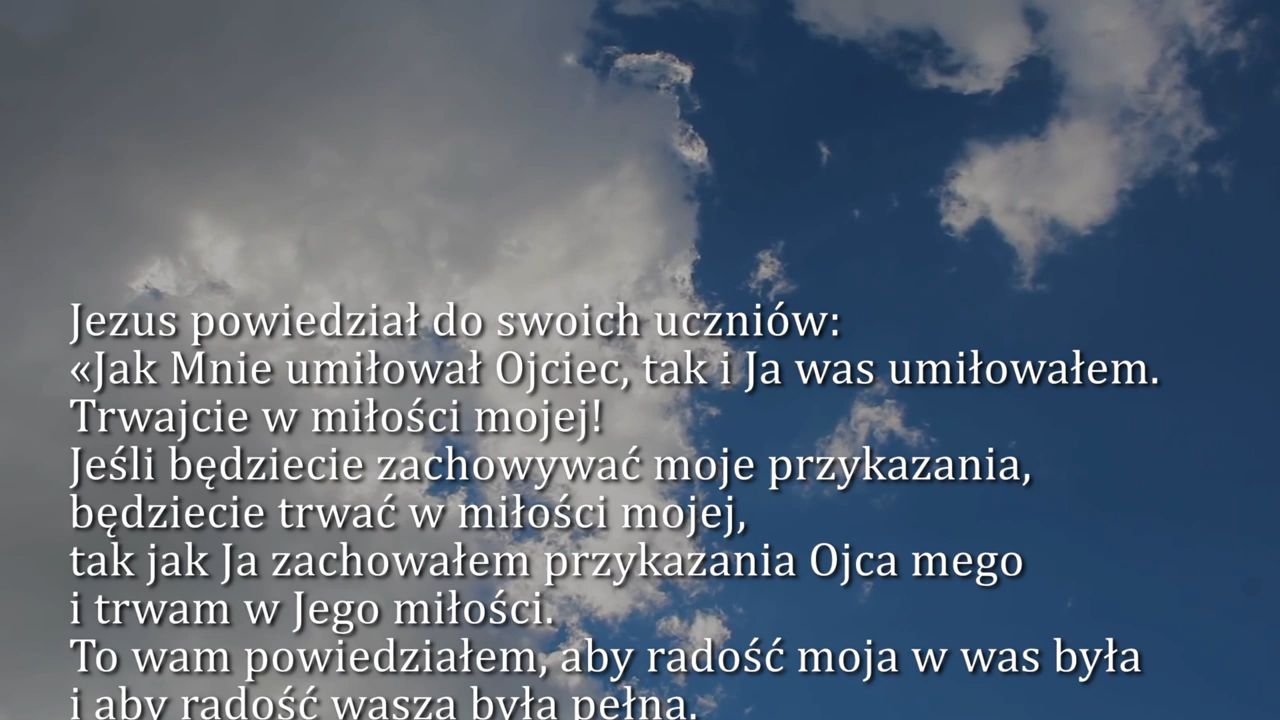 Jezus powiedział do swoich uczniów:
«Jak Mnie umiłował Ojciec, tak i Ja was umiłowałem.
Trwajcie w miłości mojej!
Jeśli będziecie zachowywać moje przykazania,
będziecie trwać w miłości mojej,
tak jak Ja zachowałem przykazania Ojca mego
i trwam w Jego miłości.
To wam powiedziałem, aby radość moja w was była
i aby radość wasza była pełna.